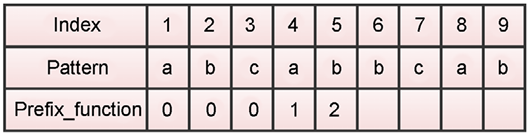 Index 1 2 3 4 5 6 7 8 9
Pattern a b c a b b c a b
Prefix_function 0 0 0 1 2